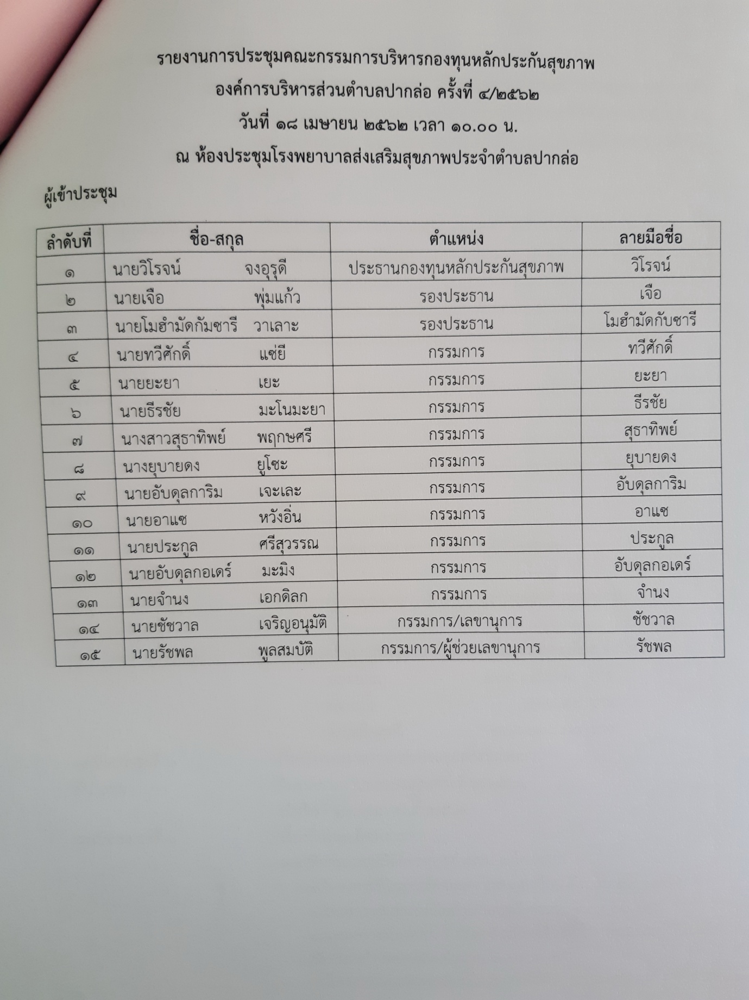 รายงานการประชุมคณะกรรมการบริหารกองทุนหลักประกันสุขภาพ
องค์การบริหารส่วนตำบลปากล่อ ครั้งที่ ๔/๒๕๖๒
วันที่ ๑๘ เมษายน ๒๕๖๒ เวลา ๑๐.๐๐ น.
ณ ห้องประชุมโรงพยาบาลส่งเสริมสุขภาพประจำตำบลปากล่อ
ผู้เข้าประชุม
ลำดับที่ ชื่อ-สกุล ตำแหน่ง ลายมือชื่อ
๑ นายวิโรจน์ จงอุรุดี ประธานกองทุนหลักประกันสุขภาพ วิโรจน์
๒ นายเจือ พุ่มแก้ว รองประธาน เจือ
๓ นายโมฮำมัดกัมซารี วาเลาะ รองประธาน โมฮำมัดกับซารี
๔ นายทวีศักดิ์ แซ่ยี กรรมการ ทวีศักดิ์
๕ นายยะยา เยะ กรรมการ ยะยา
๖ นายธีรชัย มะโนมะยา กรรมการ ธีรชัย
๗ นางสาวสุธาทิพย์ พฤกษศรี กรรมการ สุธาทิพย์
๘ นางยุบายดง ยูโซะ กรรมการ ยุบายดง
๙ นายอับดุลการิม เจะเละ กรรมการ อับดุลการิม
๑๐ นายอาแซ หวังอิ่น กรรมการ อาแซ
๑๑ นายประกูล ศรีสุวรรณ กรรมการ ประกูล
๑๒ นายอับดุลกอเดร์ มะมิง กรรมการ อับดุลกอเดร์
๑๓ นายจำนง เอกดิลก กรรมการ จำนง
๑๔ นายชัชวาล เจริญอนุมัติ กรรมการ/เลขานุการ ชัชวาล
๑๕ นายรัชพล พูลสมบัติ กรรมการ/ผู้ช่วยเลขานุการ รัชพล